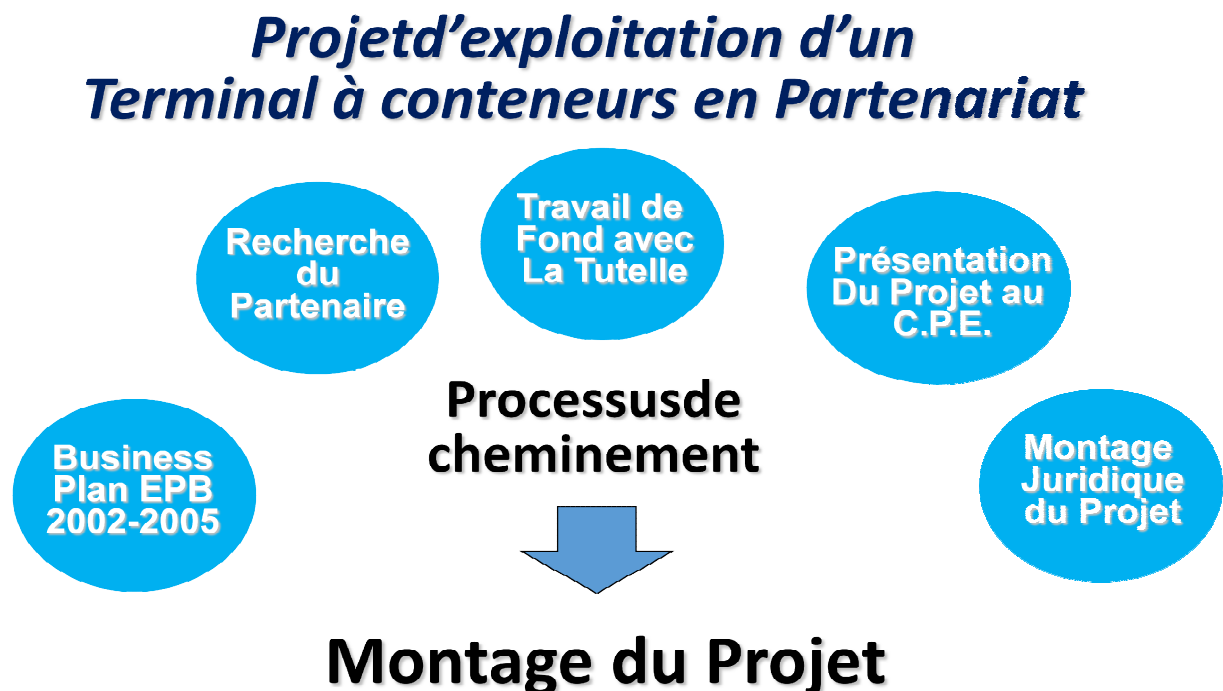 Projetd’exploitation d’un
Terminal à conteneurs en Partenariat
Business
Plan EPB
2002-2005
Recherche
du
Partenaire
Travail de
Fond avec
La Tutelle
Présentation
Du Projet au
C.P.E.
Montage
Juridique
du Projet
Processusde
cheminement
Montage du Projet